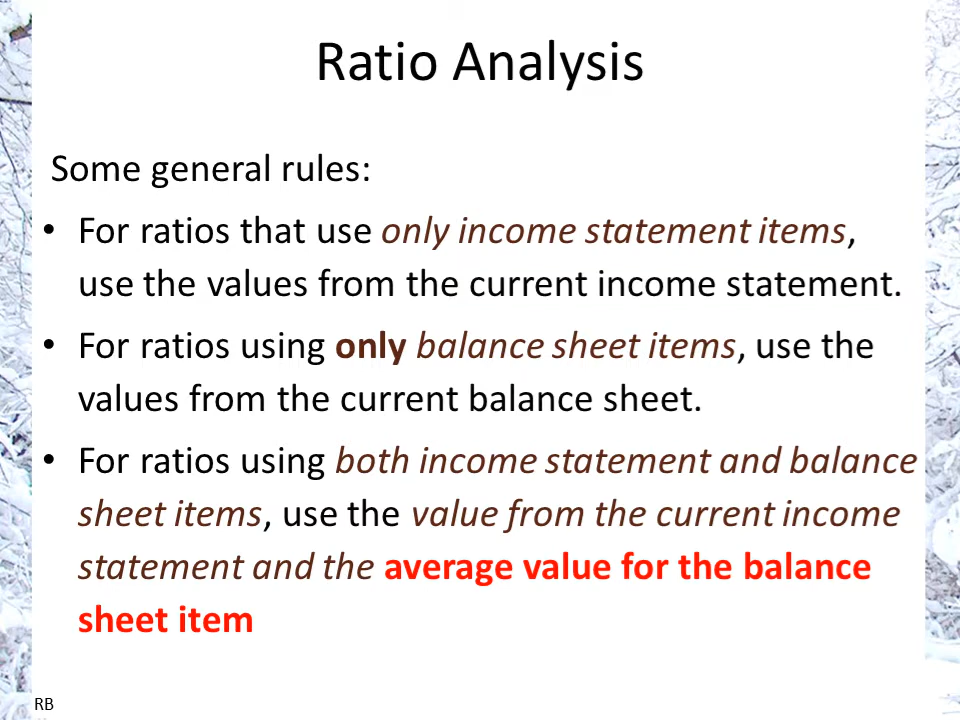 Ratio Analysis
Some general rules:
• For ratios that use only income statement items,
use the values from the current income statement.
• For ratios using only balance sheet items, use the
values from the current balance sheet.
• For ratios using both income statement and balance
sheet items, use the value from the current income
statement and the average value for the balance
sheet item
RB